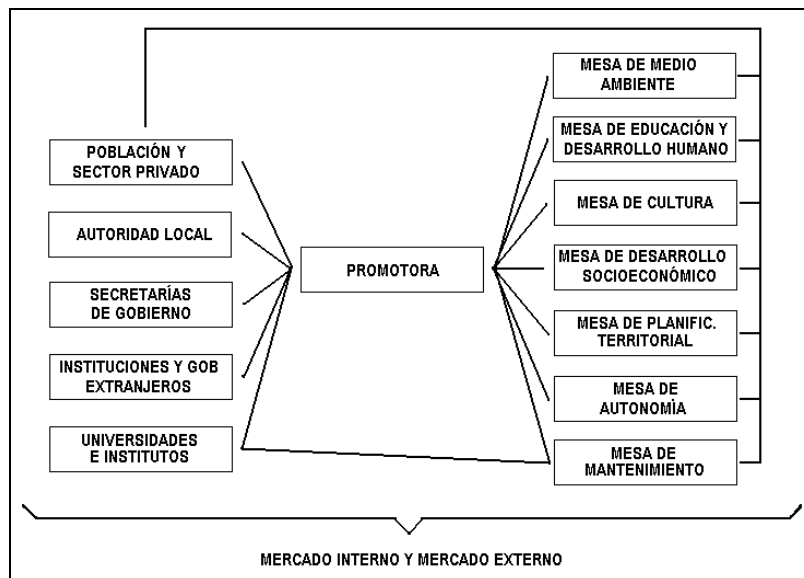 POBLACIÓN Y
SECTOR PRIVADO
AUTORIDAD LOCAL
SECRETARÍAS
DE GOBIERNO
INSTITUCIONES Y GOB
EXTRANJEROS
UNIVERSIDADES
E INSTITUTOS
PROMOTORA
MESA DE MEDIO
AMBIENTE
MESA DE EDUCACIÓN Y
DESARROLLO HUMANO
MESA DE CULTURA
MESA DE DESARROLLO
SOCIOECONÓMICO
MESA DE PLANIFIC.
TERRITORIAL
MESA DE
AUTONOMÌA
MESA DE
MANTENIMIENTO
MERCADO INTERNO Y MERCADO EXTERNO